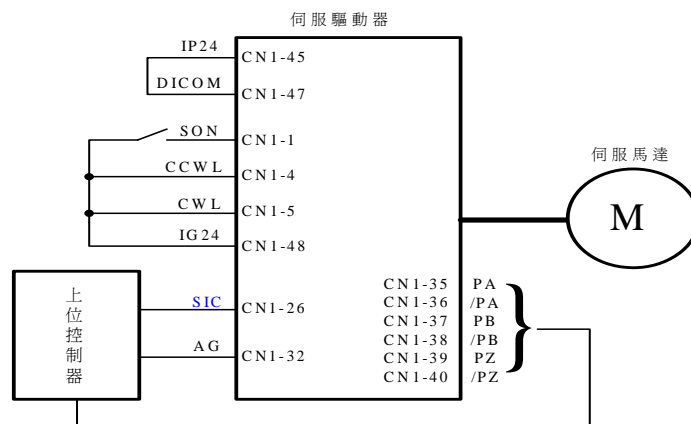 伺服驅動器
IP24 CN1-45
DICOM CN1-47
SON CN1-1
CCWL CN1-4
CWL CN1-5
IG24 CN1-48
伺服馬達
M
上位控制器
SIC CN1-26
AG CN1-32
CN1-35 PA
CN1-36 /PA
CN1-37 PB
CN1-38 /PB
CN1-39 PZ
CN1-40 /PZ